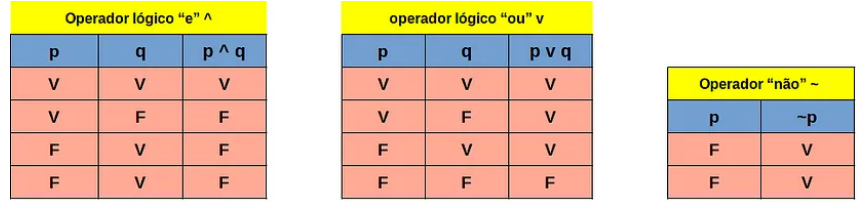 Operador lógico “e” ^
p q p ^ q
V V V
V F F
F V F
F V F
operador lógico “ou” v
p q p v q
V V V
V F V
F V V
F F F
Operador “não” ~
p ~p
F V
F V